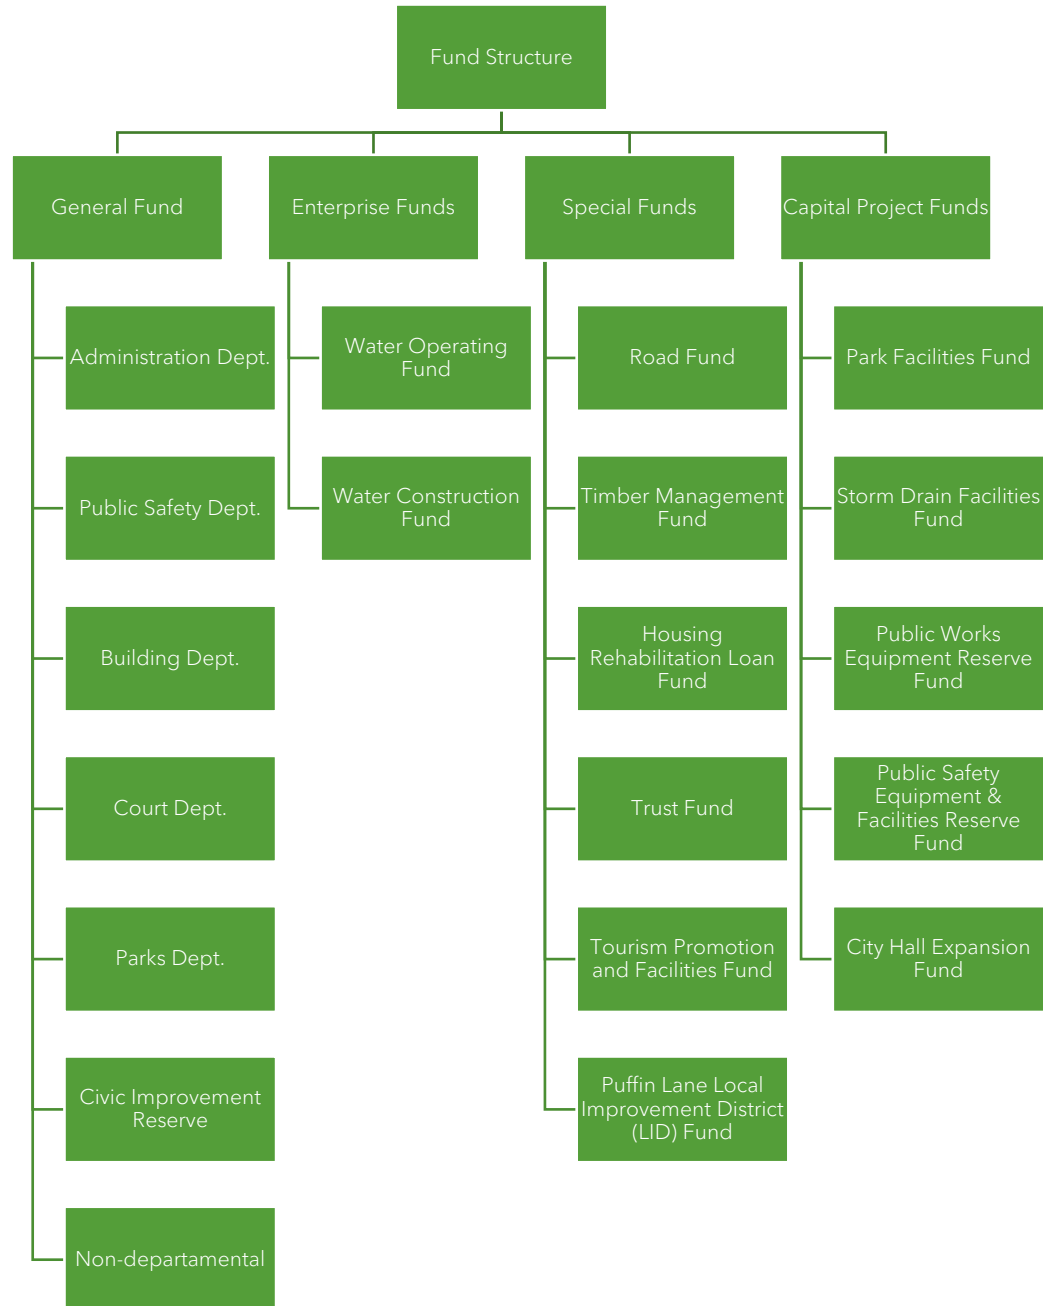 Fund Structure
General Fund
Administration Dept.
Public Safety Dept.
Building Dept.
Court Dept.
Parks Dept.
Civic Improvement
Reserve
Non-departamental
Enterprise Funds
Water Operating
Fund
Water Construction
Fund
Special Funds
Road Fund
Timber Management
Fund
Housing
Rehabilitation Loan
Fund
Trust Fund
Tourism Promotion
and Facilities Fund
Puffin Lane Local
Improvement District
(LID) Fund
Capital Project Funds
Park Facilities Fund
Storm Drain Facilities
Fund
Public Works
Equipment Reserve
Fund
Public Safety
Equipment &
Facilities Reserve
Fund
City Hall Expansion
Fund